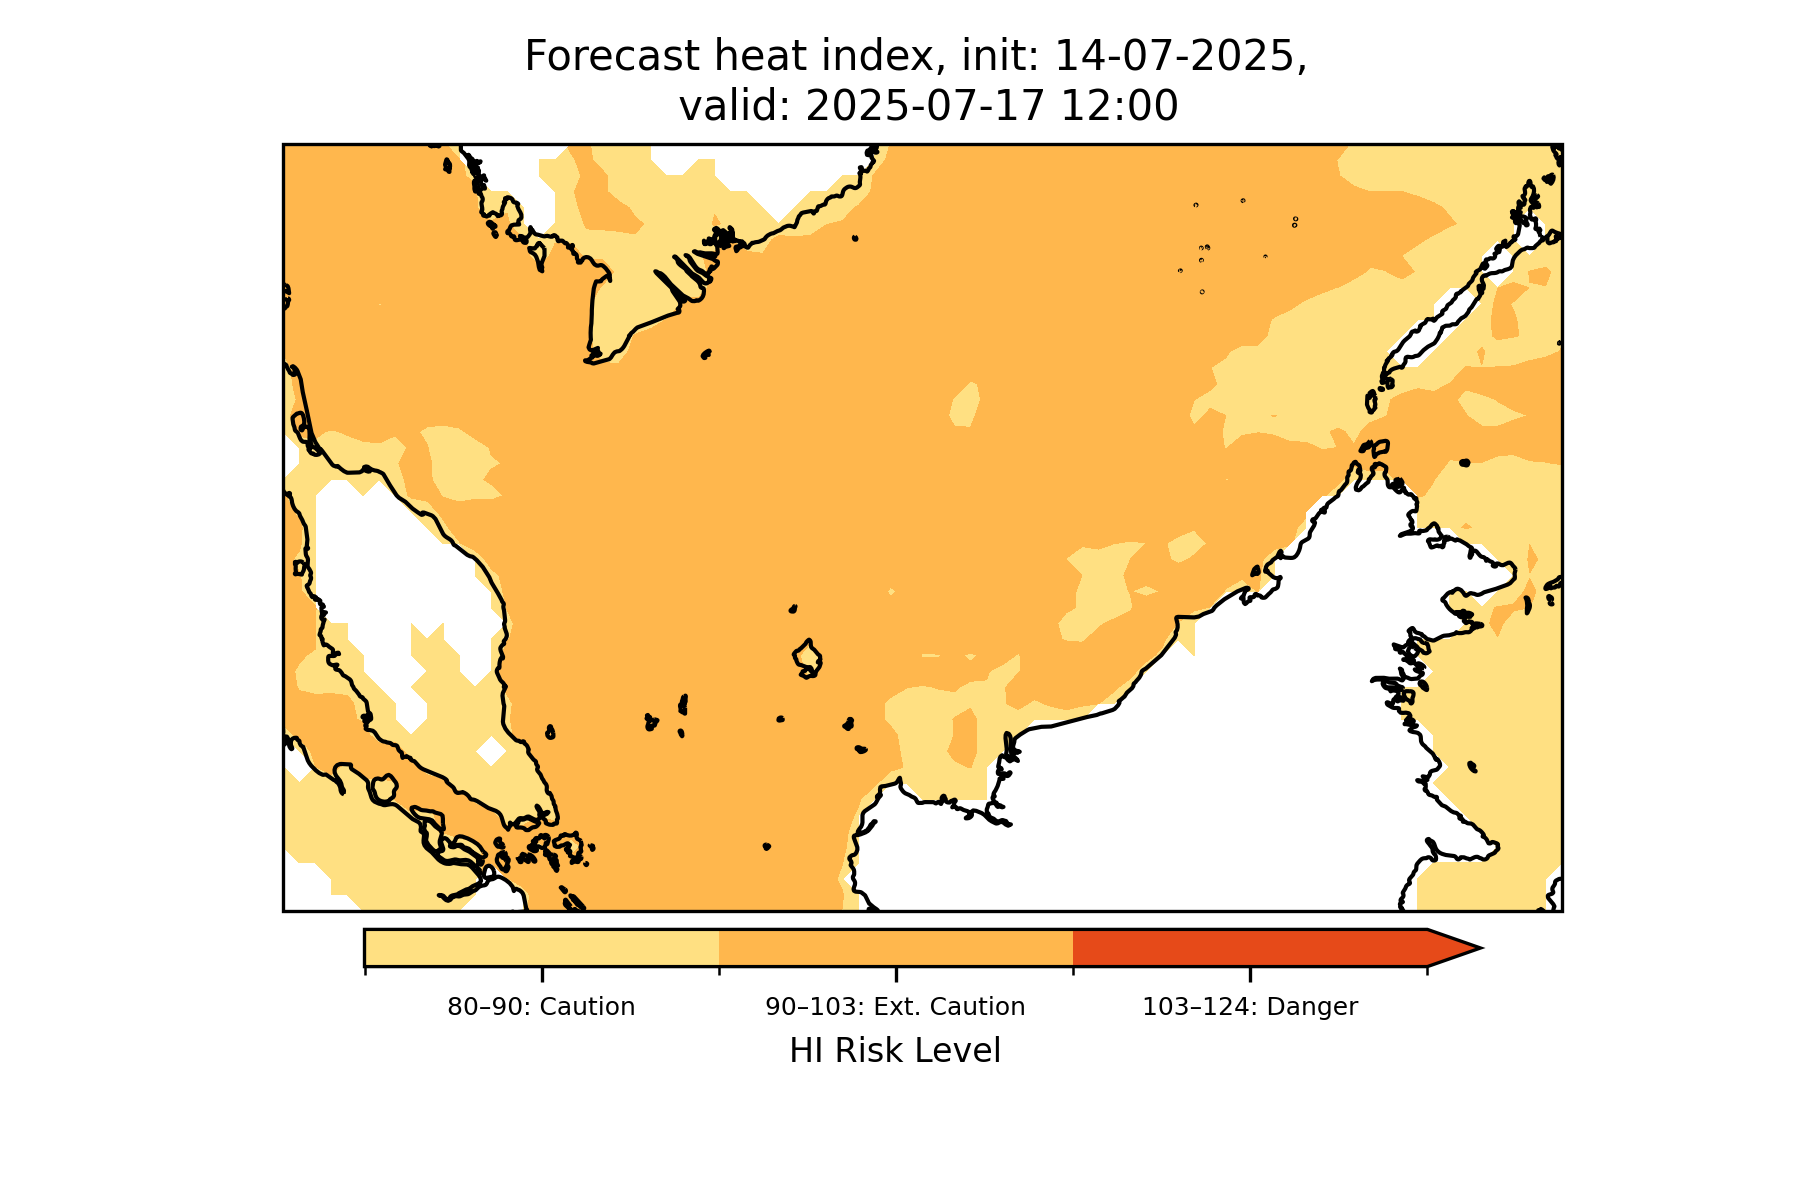 Forecast heat index, init: 14-07-2025,
valid: 2025-07-17 12:00
80–90: Caution
90–103: Ext. Caution
103–124: Danger
HI Risk Level